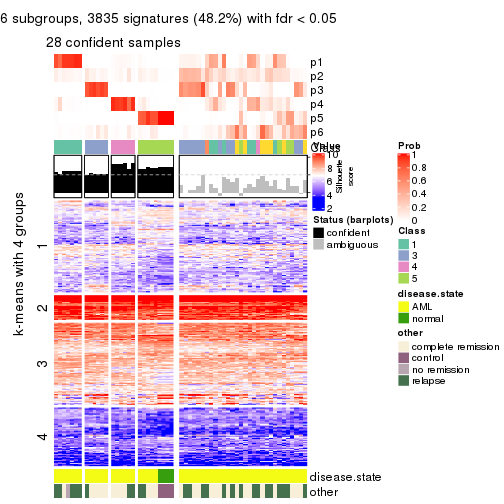 6 subgroups, 3835 signatures (48.2%) with fdr < 0.05
28 confident samples
p1
p2
p3
p4
p5
p6
Class
Silhouette
score
k-means with 4 groups
1
2
3
4
disease.state
other
Value
10
8
6
4
2
Status (barplots)
confident
ambiguous
Prob
1
0.8
0.6
0.4
0.2
0
Class
1
3
4
5
disease.state
AML
normal
other
complete remission
control
no remission
relapse